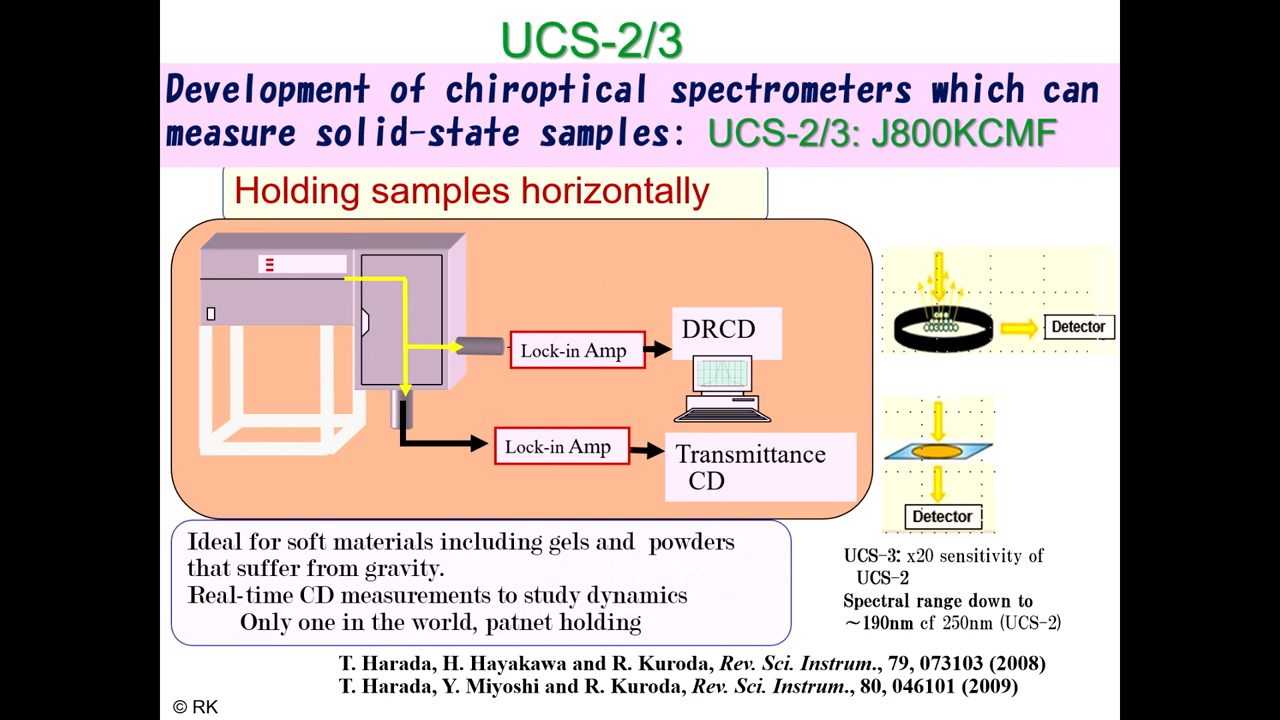 UCS-2/3
Development of chiroptical spectrometers which can
measure solid-state samples: UCS-2/3: J800KCMF
Holding samples horizontally
Lock-in Amp
DRCD
Detector
Lock-in Amp
Transmittance
CD
Detector
Ideal for soft materials including gels and powders
that suffer from gravity.
Real-time CD measurements to study dynamics
Only one in the world, patnet holding
UCS-3: x20 sensitivity of
UCS-2
Spectral range down to
~190nm cf 250nm (UCS-2)
T. Harada, H. Hayakawa and R. Kuroda, Rev. Sci. Instrum., 79, 073103 (2008)
T. Harada, Y. Miyoshi and R. Kuroda, Rev. Sci. Instrum., 80, 046101 (2009)
© RK